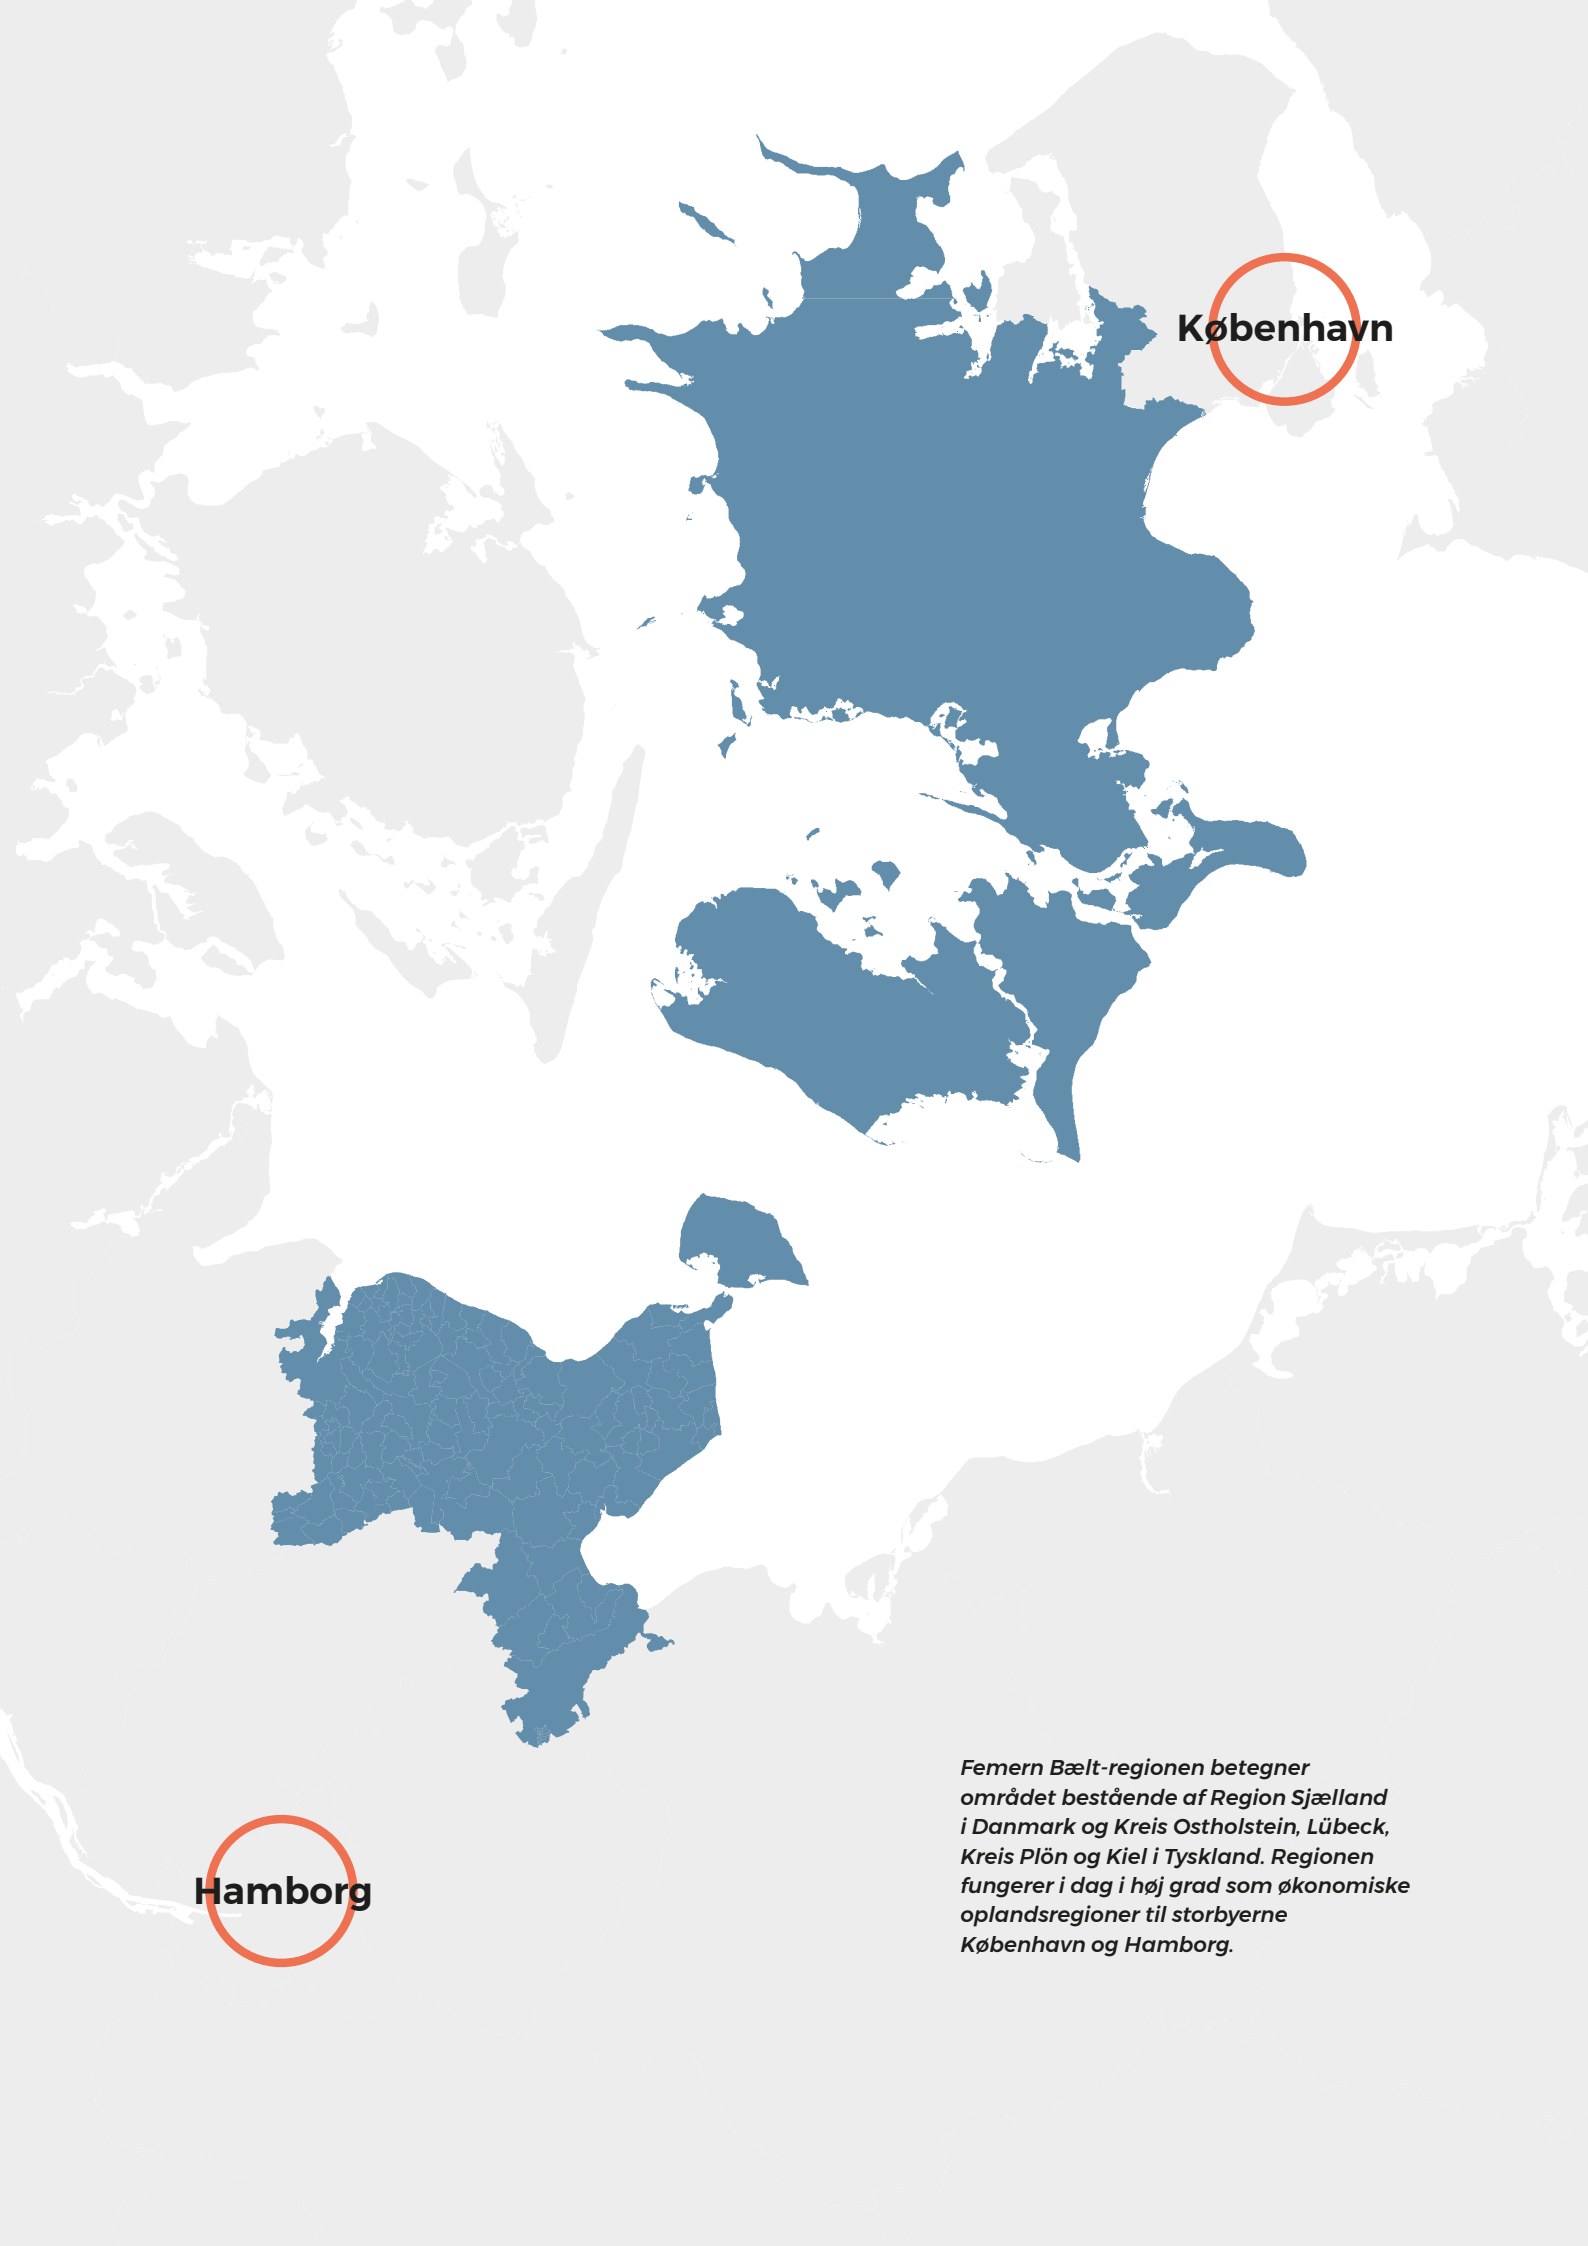 København
Hamborg
Femern Bælt-regionen betegner
området bestående af Region Sjælland
i Danmark og Kreis Ostholstein, Lübeck,
Kreis Plön og Kiel i Tyskland. Regionen
fungerer i dag i høj grad som økonomiske
oplandsregioner til storbyerne
København og Hamborg.